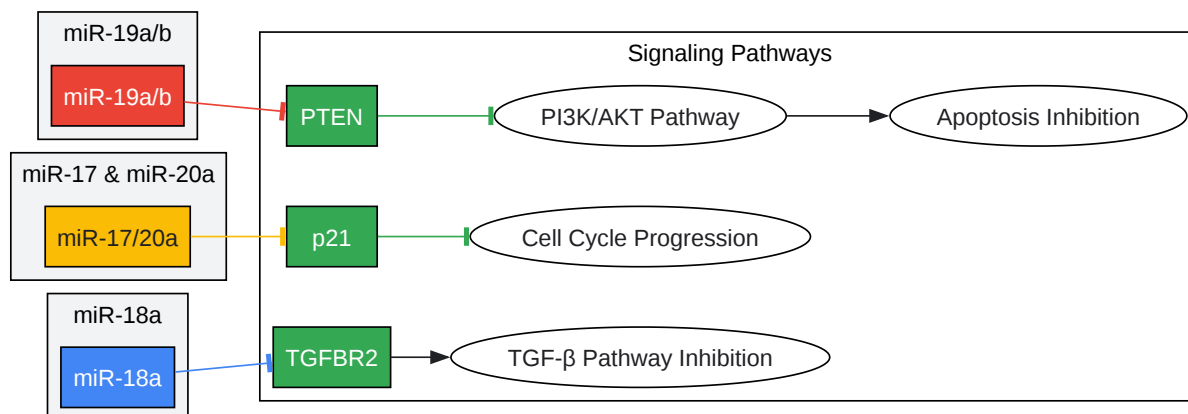 miR-19a/b
miR-19a/b
Signaling Pathways
PTEN
PI3K/AKT Pathway
Apoptosis Inhibition
miR-17 & miR-20a
miR-17/20a
p21
Cell Cycle Progression
miR-18a
miR-18a
TGFBR2
TGF-β Pathway Inhibition